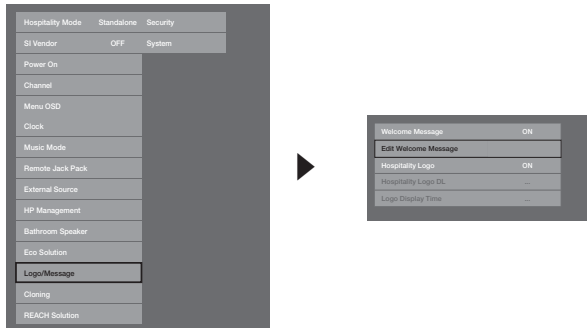 Hospitality Mode Standalone Security
SI Vendor OFF System
Power On
Channel
Menu OSD
Clock
Music Mode
Remote Jack Pack
External Source
HP Management
Bathroom Speaker
Eco Solution
Logo/Message
Cloning
REACH Solution
Welcome Message ON
Edit Welcome Message
Hospitality Logo ON
Hospitality Logo DL ...
Logo Display Time ...